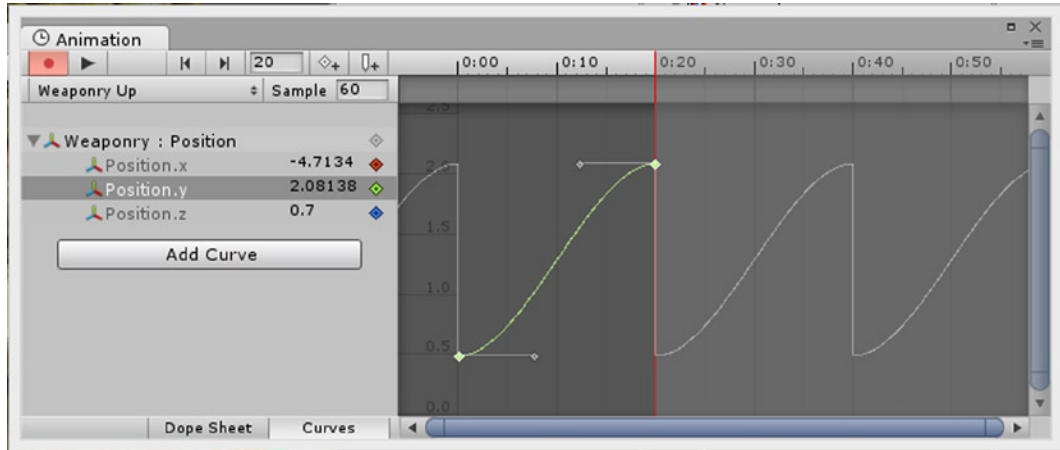 Animation
20 0:00 0:10 0:20 0:30 0:40 0:50
Weaponry Up Sample 60
2.5
Weaponry : Position
Position.x -4.7134
2.0
Position.y 2.08138
Position.z 0.7
1.5
Add Curve
1.0
0.5
0.0
Dope Sheet Curves